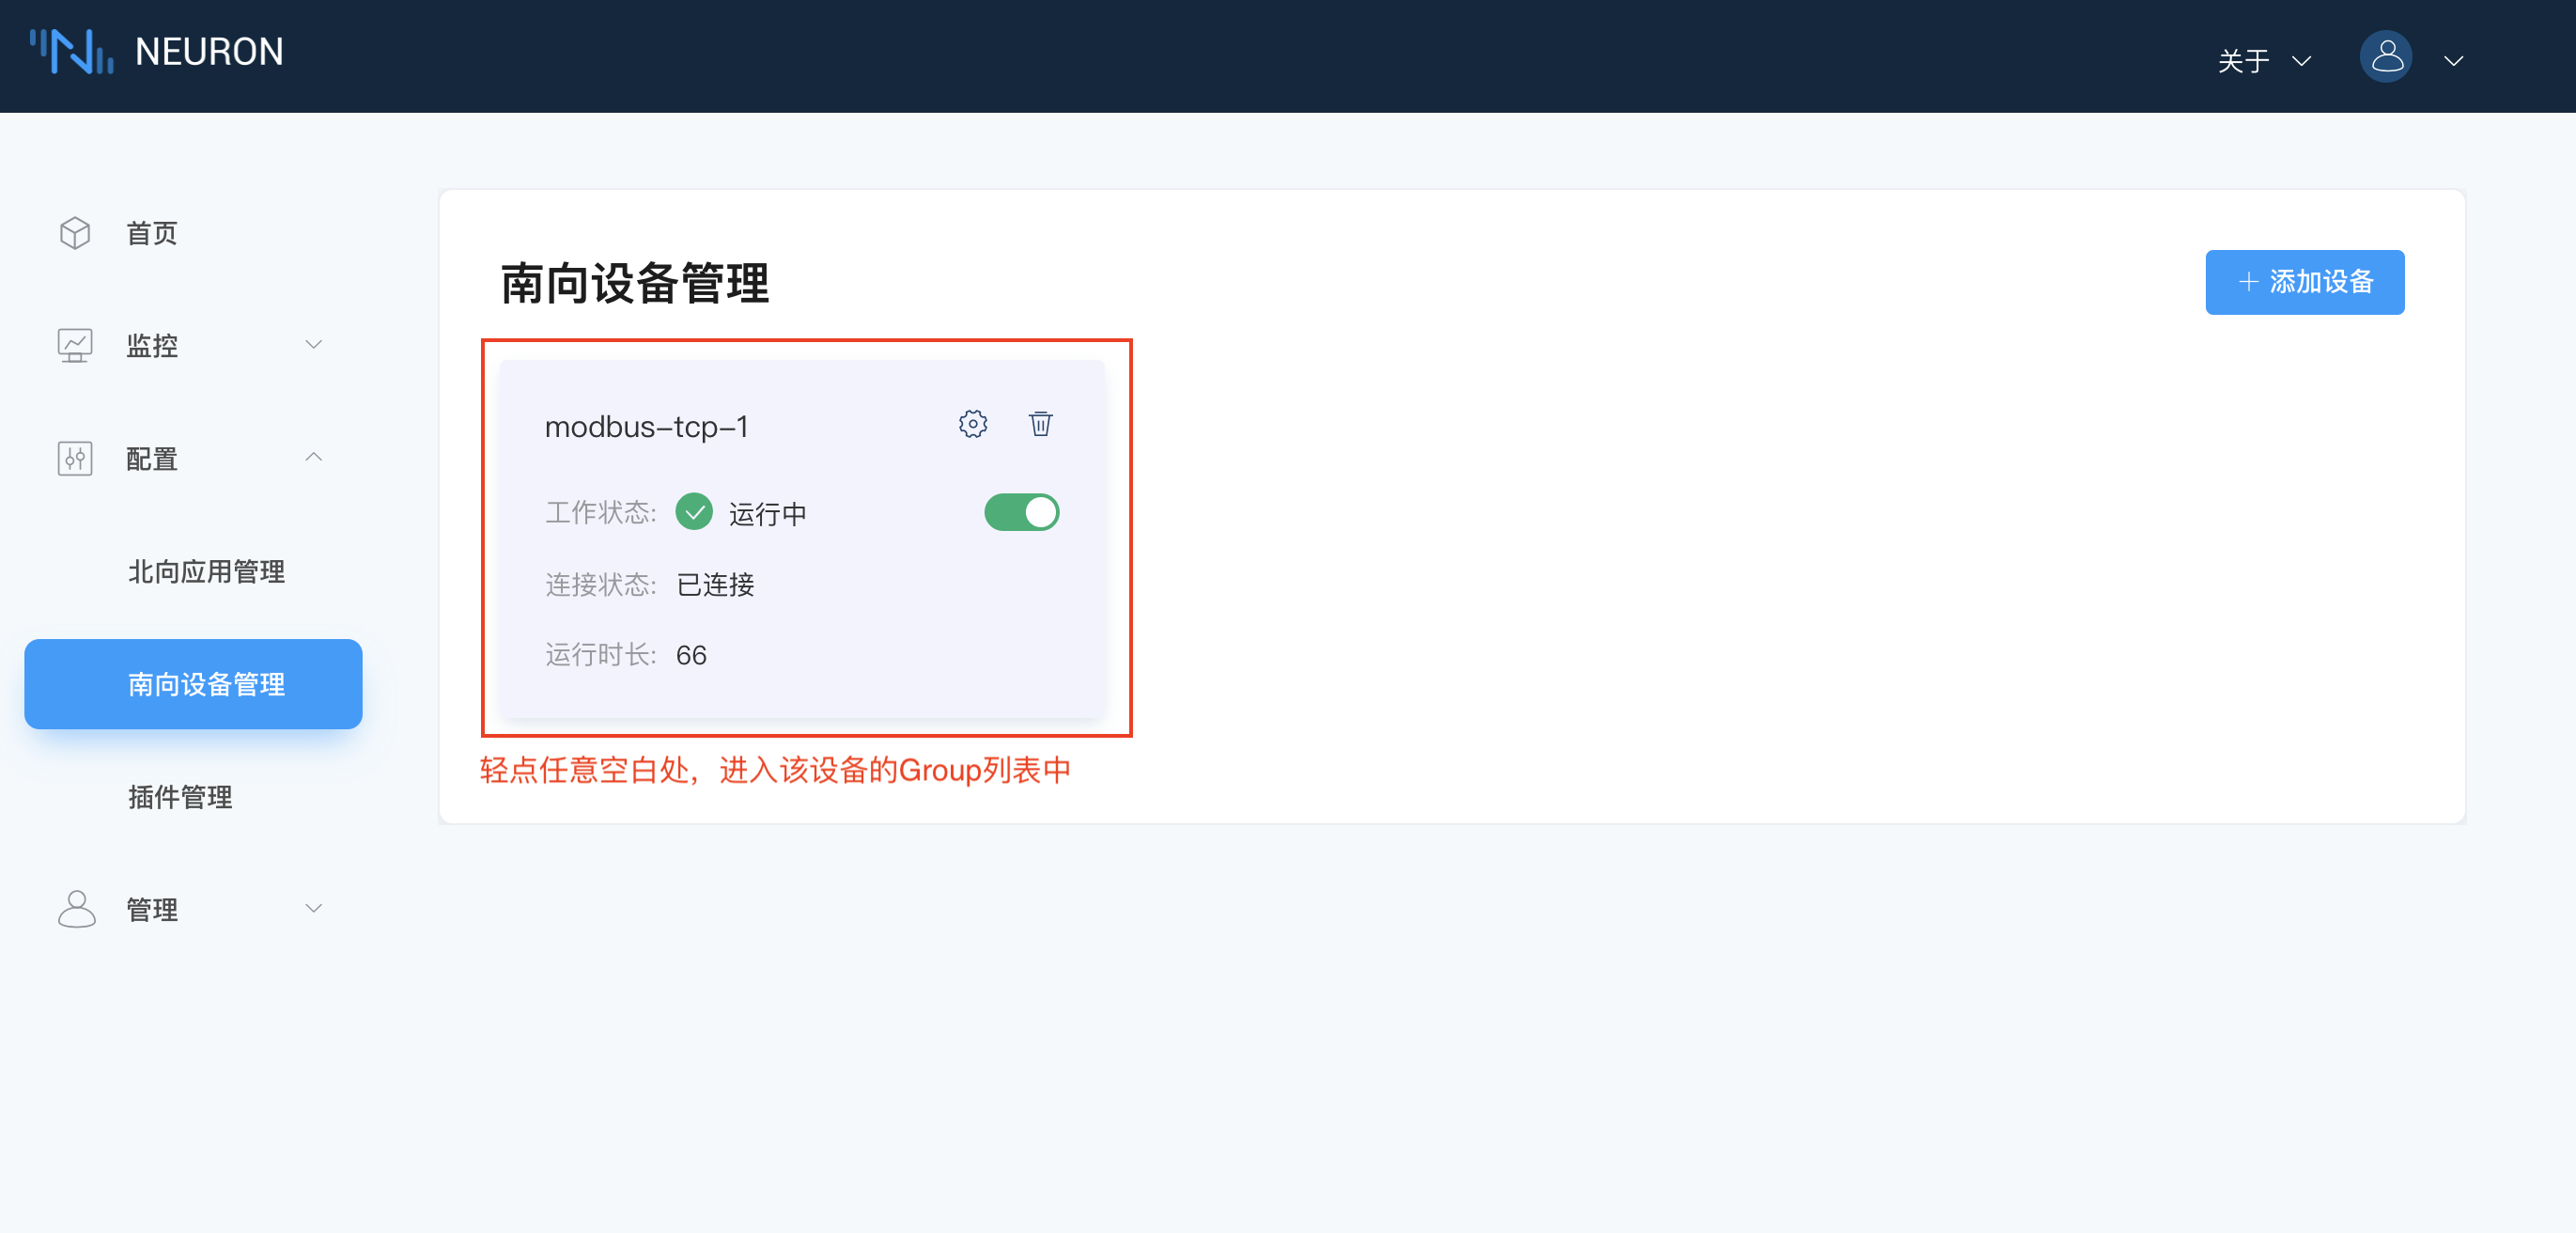 NEURON
关于
首页
监控
配置
北向应用管理
南向设备管理
插件管理
管理
南向设备管理
添加设备
modbus-tcp-1
工作状态: 运行中
连接状态: 已连接
运行时长: 66
轻点任意空白处，进入该设备的Group列表中